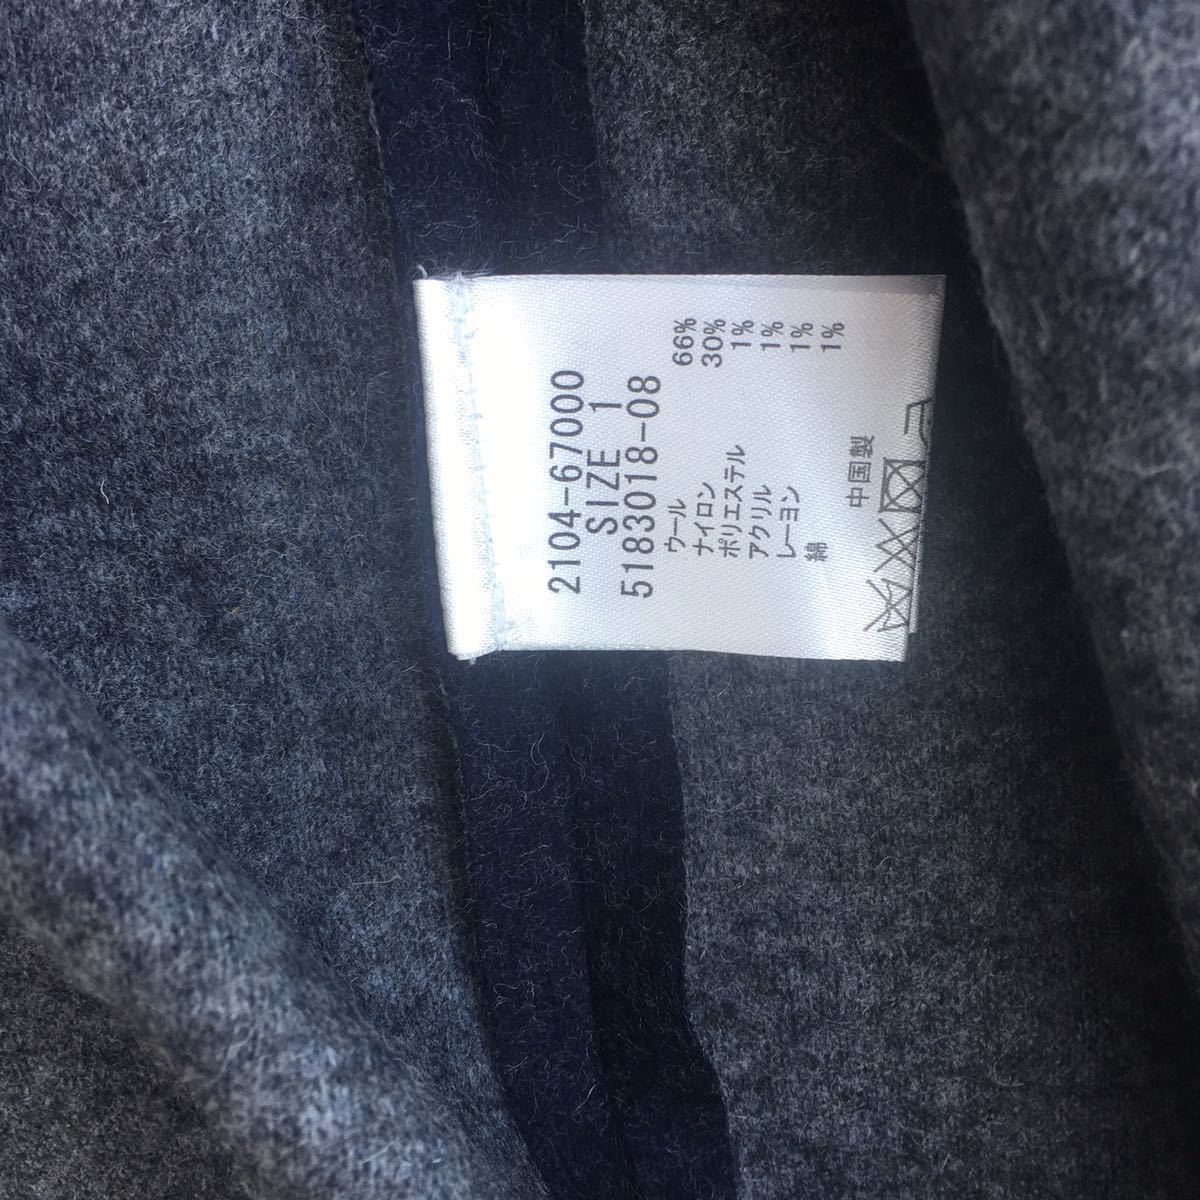 2104-67000
SIZE 1
5183018-08
ウール 66%
ナイロン 30%
ポリエステル 1%
アクリル 1%
レーヨン 1%
綿 1%
中国製